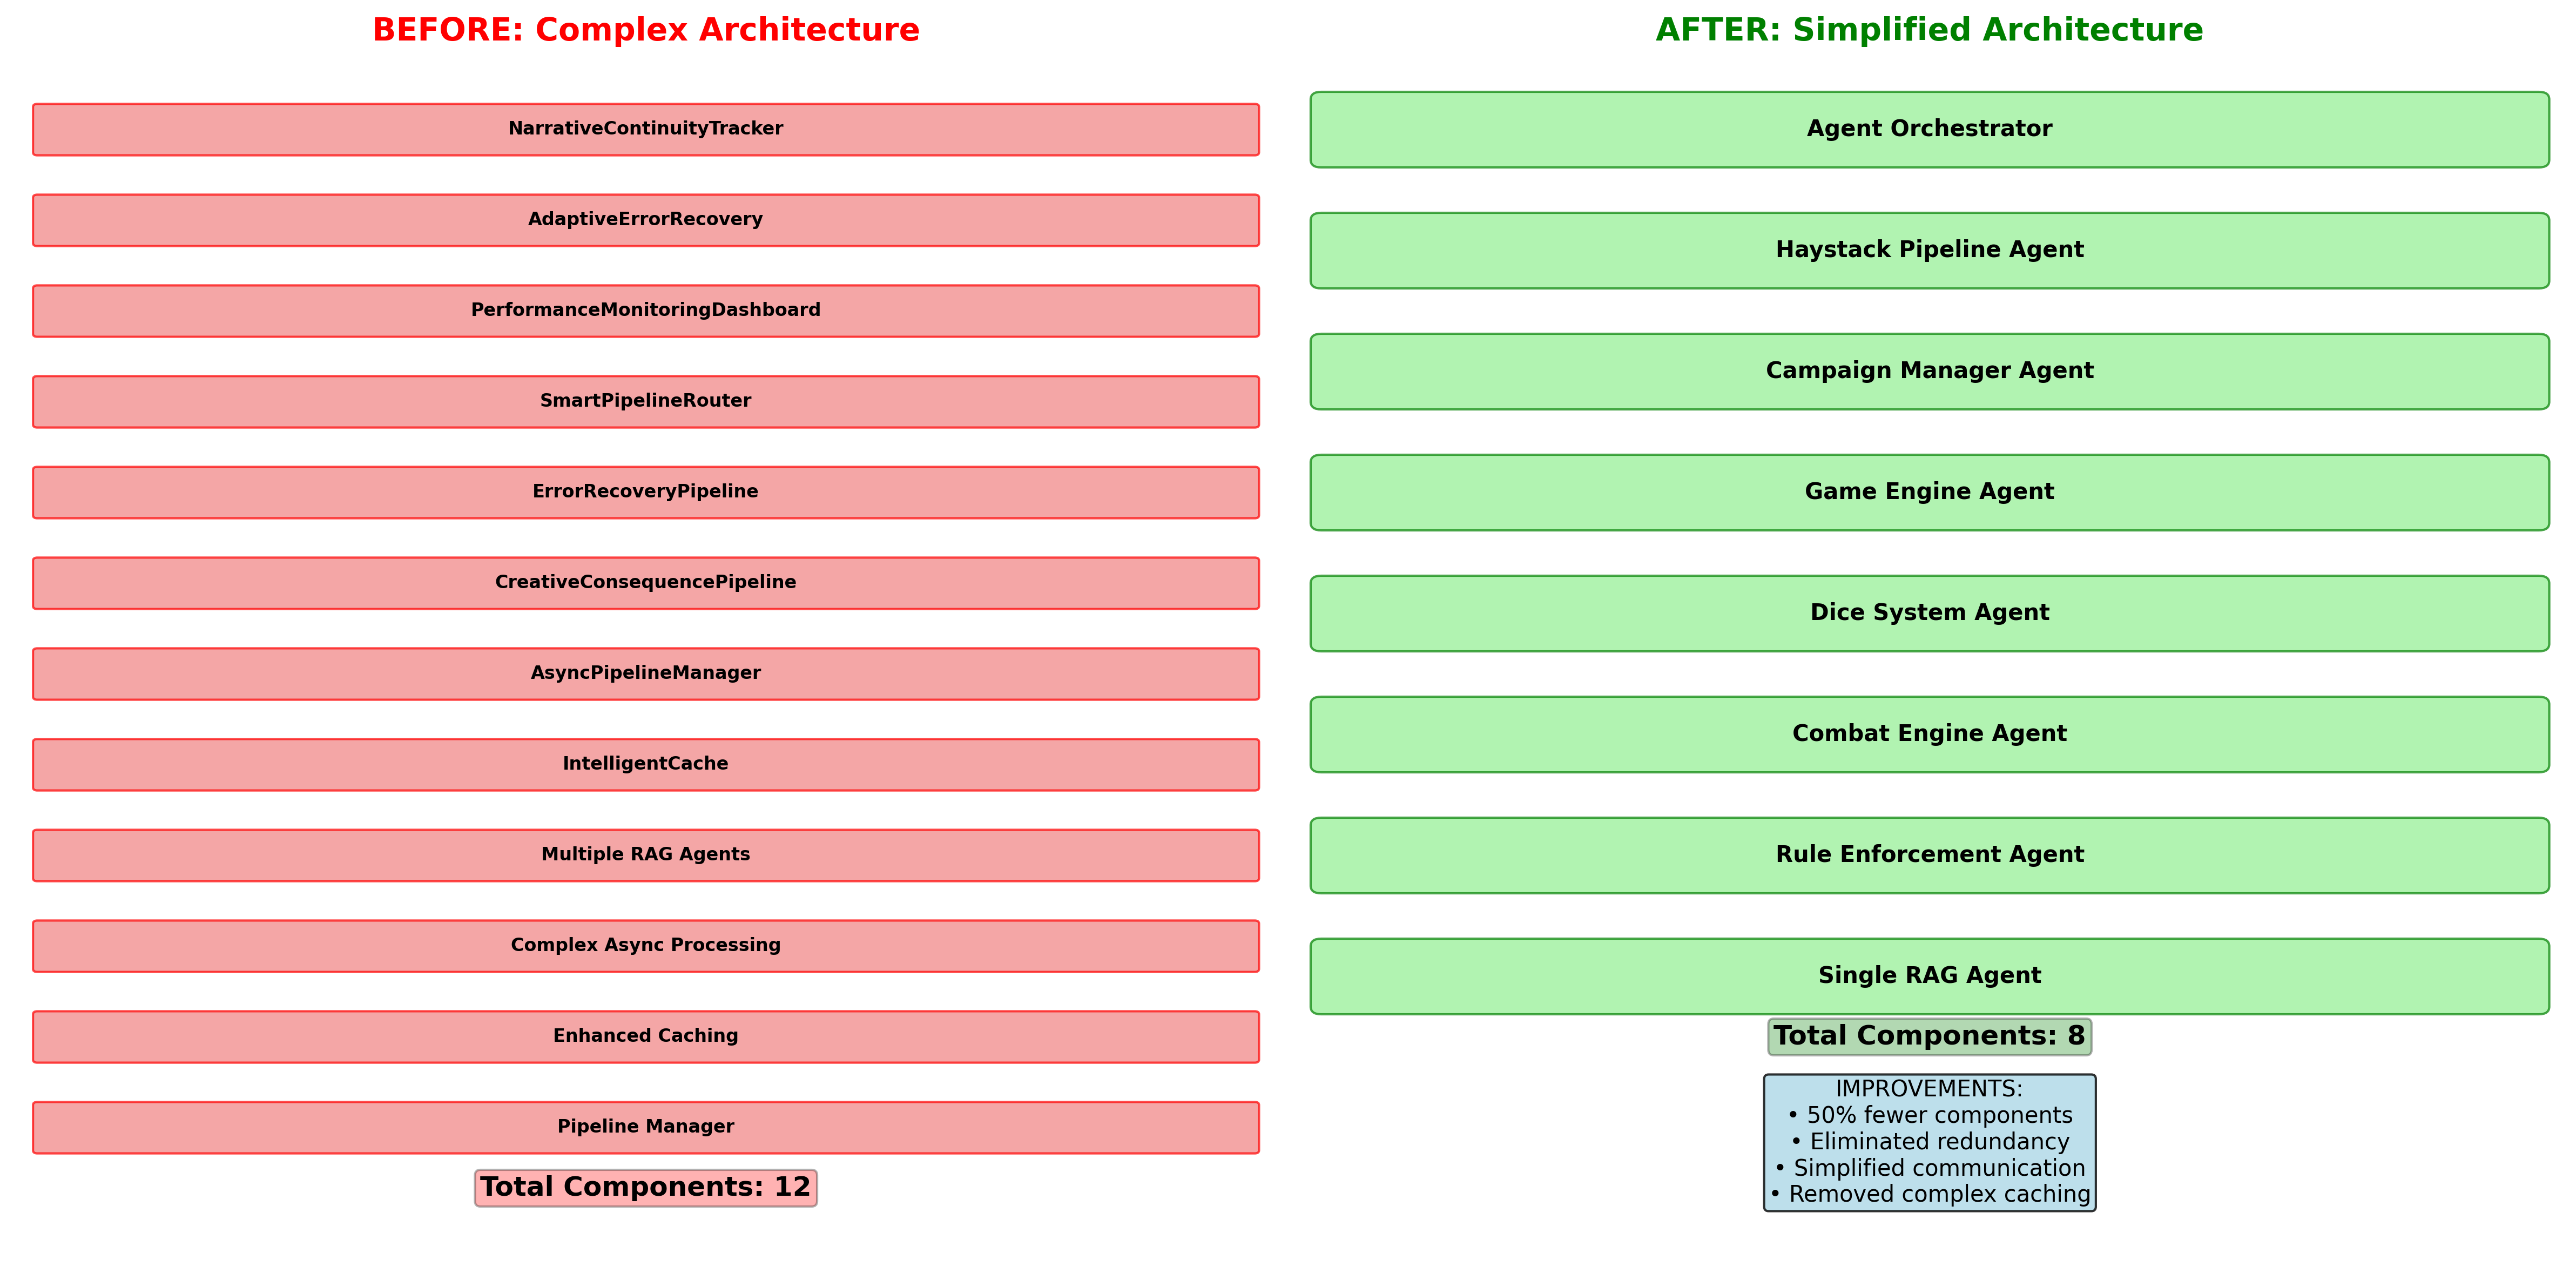 BEFORE: Complex Architecture
NarrativeContinuityTracker
AdaptiveErrorRecovery
PerformanceMonitoringDashboard
SmartPipelineRouter
ErrorRecoveryPipeline
CreativeConsequencePipeline
AsyncPipelineManager
IntelligentCache
Multiple RAG Agents
Complex Async Processing
Enhanced Caching
Pipeline Manager
Total Components: 12
AFTER: Simplified Architecture
Agent Orchestrator
Haystack Pipeline Agent
Campaign Manager Agent
Game Engine Agent
Dice System Agent
Combat Engine Agent
Rule Enforcement Agent
Single RAG Agent
Total Components: 8
IMPROVEMENTS:
• 50% fewer components
• Eliminated redundancy
• Simplified communication
• Removed complex caching